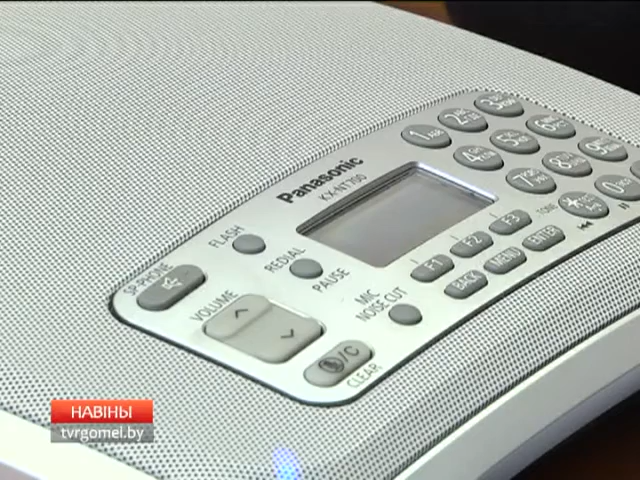 Panasonic
KX-NT700
1
2
3
4
5
6
7
8
9
0
FLASH
REDIAL
PAUSE
SP-PHONE
VOLUME
MIC
NOISE CUT
/C
CLEAR
F1
F2
F3
TONE
BACK
MENU
ENTER
НАВІНЫ
tvrgomel.by